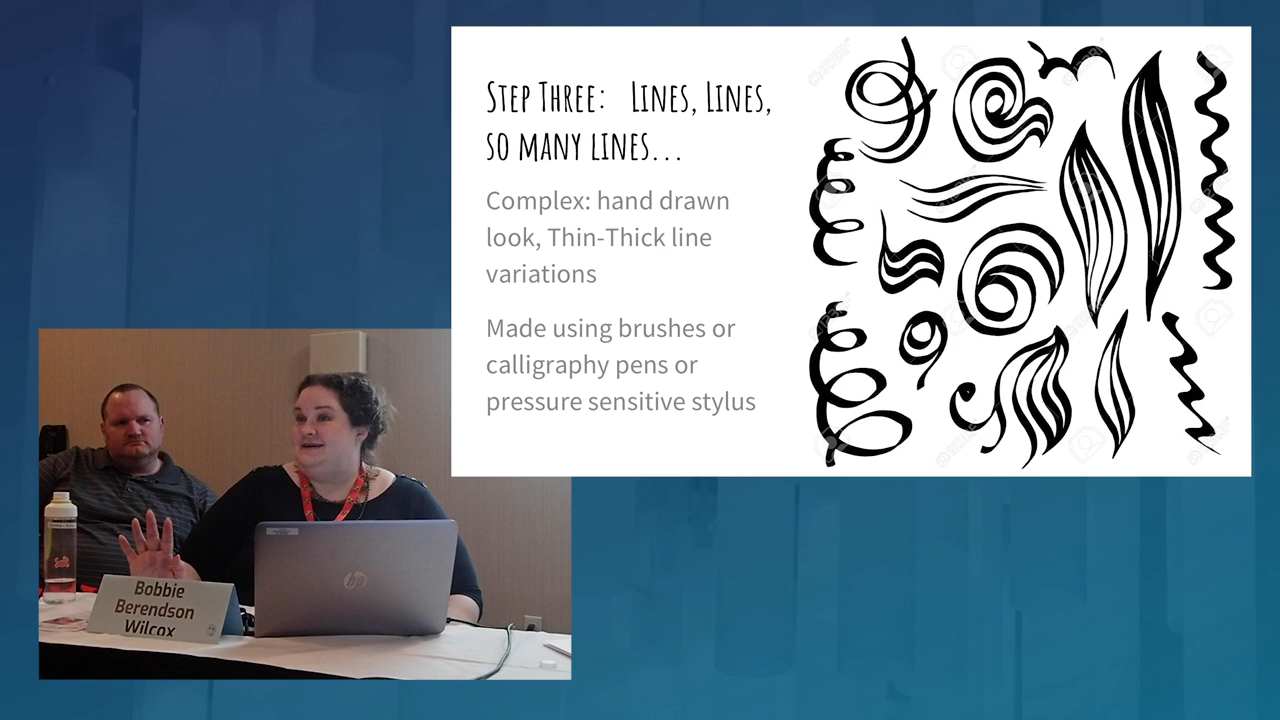 STEP THREE: LINES, LINES,
SO MANY LINES...
Complex: hand drawn
look, Thin-Thick line
variations
Made using brushes or
calligraphy pens or
pressure sensitive stylus
hp
Bobbie
Berendson
Wilcox